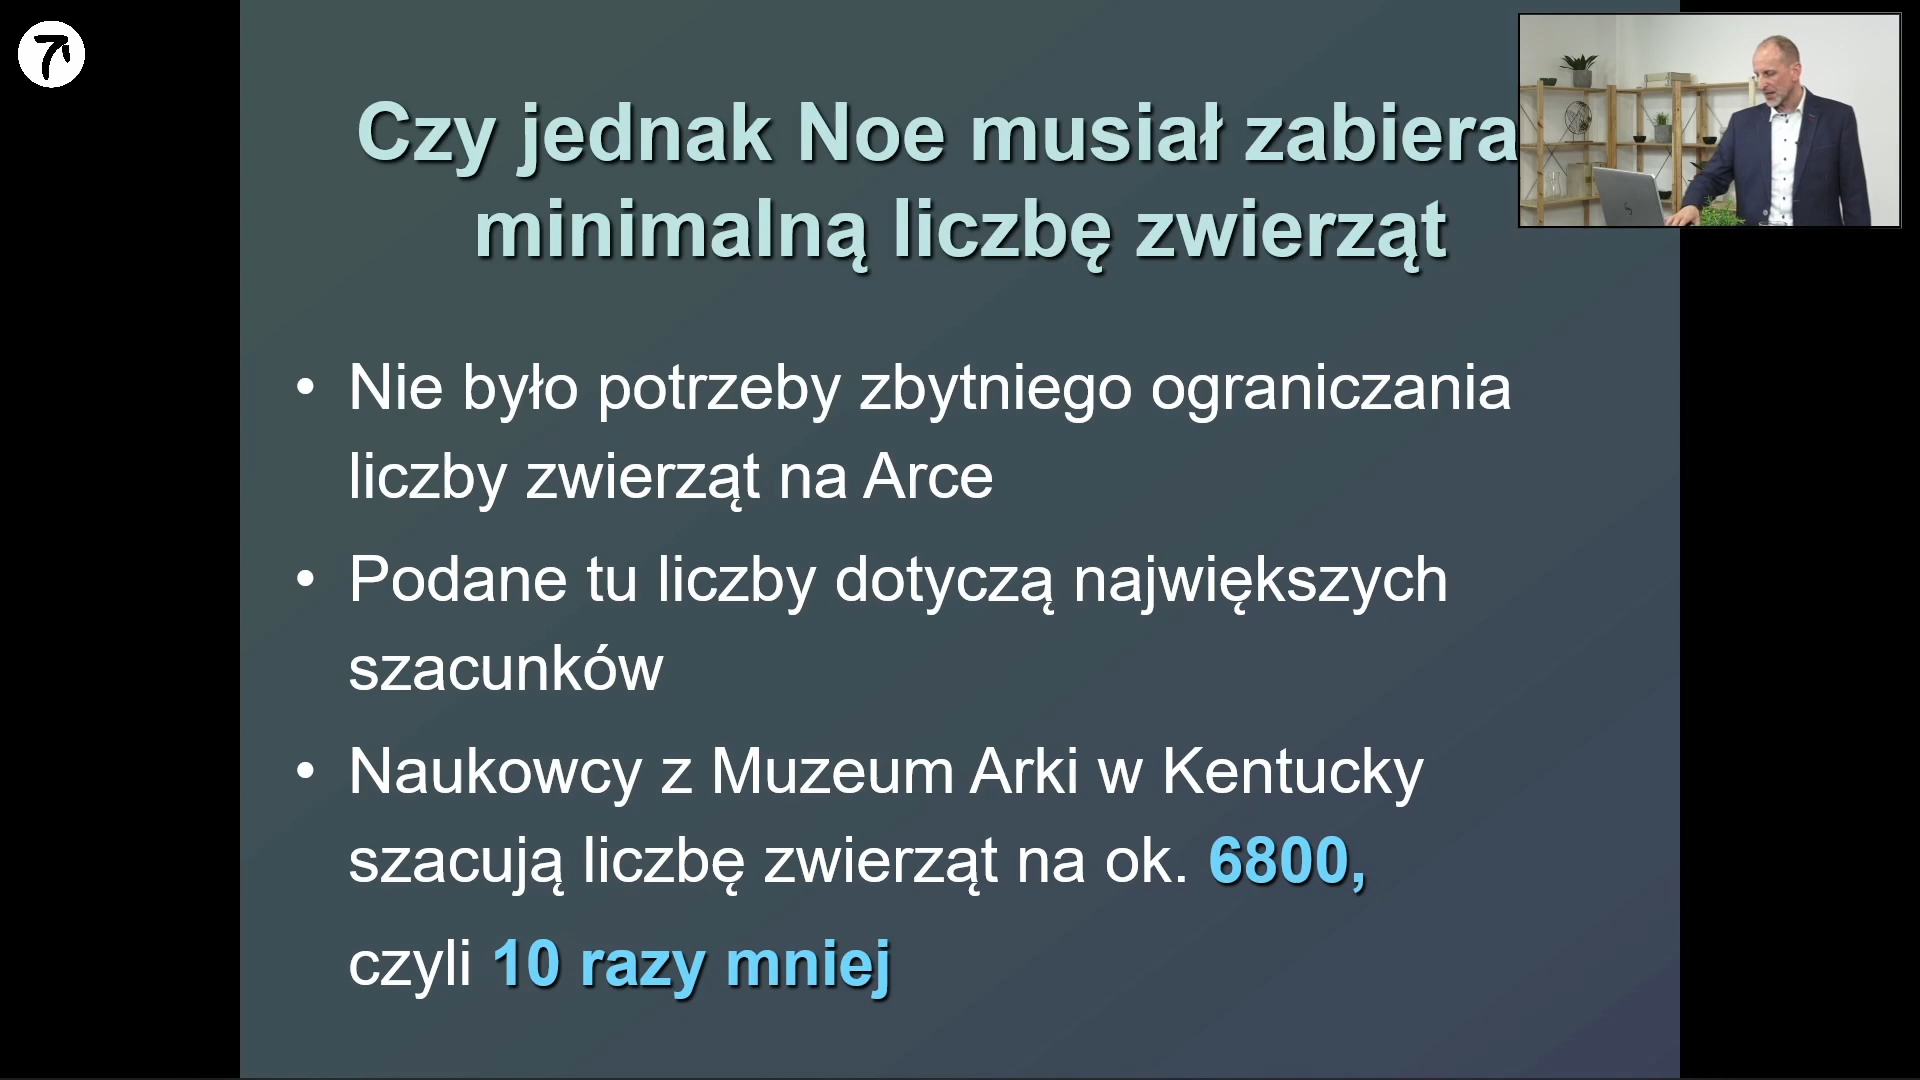 Czy jednak Noe musiał zabiera
minimalną liczbę zwierząt
• Nie było potrzeby zbytniego ograniczania
liczby zwierząt na Arce
• Podane tu liczby dotyczą największych
szacunków
• Naukowcy z Muzeum Arki w Kentucky
szacują liczbę zwierząt na ok. 6800,
czyli 10 razy mniej